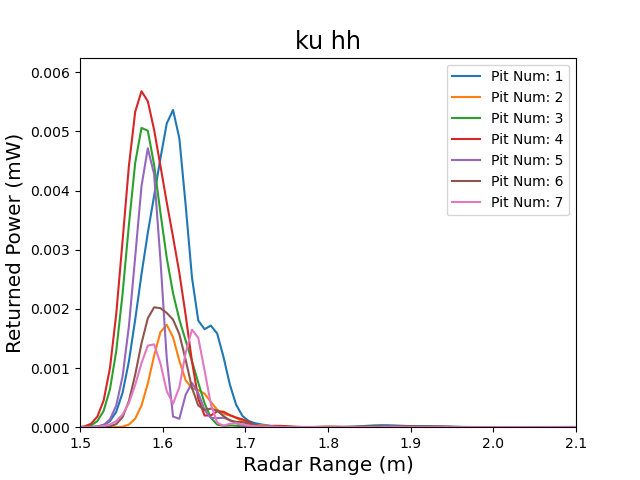 ku hh
Returned Power (mW)
0.006
0.005
0.004
0.003
0.002
0.001
0.000
Pit Num: 1
Pit Num: 2
Pit Num: 3
Pit Num: 4
Pit Num: 5
Pit Num: 6
Pit Num: 7
1.5 1.6 1.7 1.8 1.9 2.0 2.1
Radar Range (m)